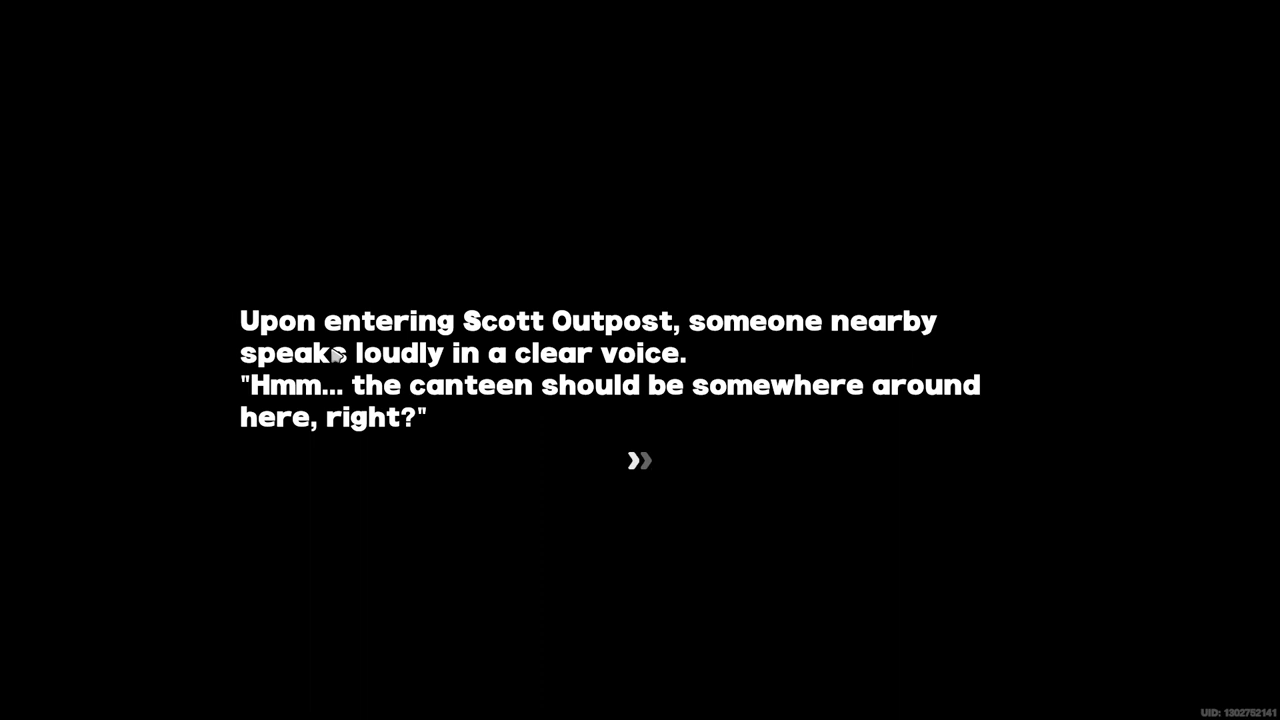 Upon entering Scott Outpost, someone nearby
speaks loudly in a clear voice.
"Hmm... the canteen should be somewhere around
here, right?"
UID: 1302752141